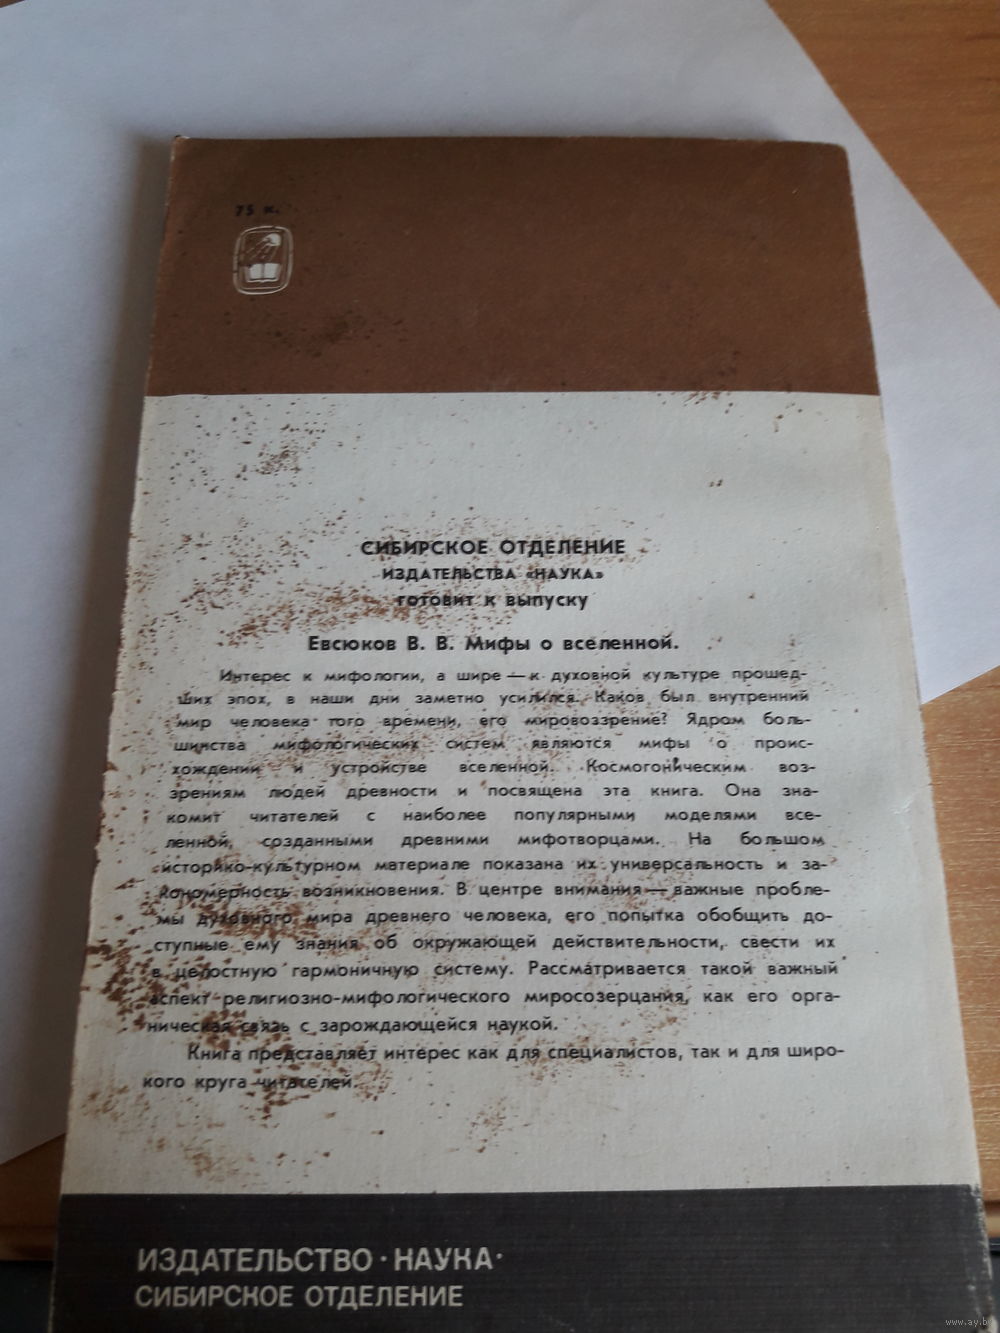 75 к.
СИБИРСКОЕ ОТДЕЛЕНИЕ
ИЗДАТЕЛЬСТВА «НАУКА»
ГОТОВИТ К ВЫПУСКУ
Евсюков В. В. Мифы о вселенной.
Интерес к мифологии, а шире — к духовной культуре прошед-
ших эпох, в наши дни заметно усилился. Каков был внутренний
мир человека того времени, его мировоззрение? Ядром боль-
шинства мифологических систем являются мифы о проис-
хождении и устройстве вселенной. Космогоническим воз-
зрениям людей древности и посвящена эта книга. Она зна-
комит читателей с наиболее популярными моделями все-
ленной, созданными древними мифотворцами. На большом
историко-культурном материале показана их универсальность и за-
кономерность возникновения. В центре внимания — важные пробле-
мы духовного мира древнего человека, его попытка обобщить до-
ступные ему знания об окружающей действительности, свести их
в целостную гармоничную систему. Рассматривается такой важный
аспект религиозно-мифологического миросозерцания, как его орга-
ническая связь с зарождающейся наукой.
Книга представляет интерес как для специалистов, так и для широ-
кого круга читателей.
ИЗДАТЕЛЬСТВО · НАУКА ·
СИБИРСКОЕ ОТДЕЛЕНИЕ
www.ay.by